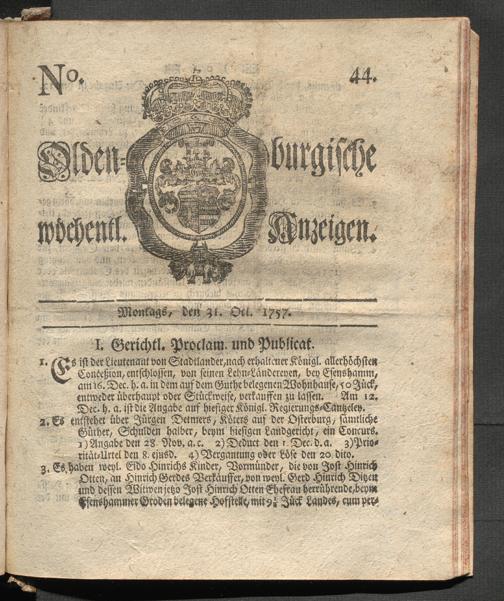 No. 44.
Olden- burgische
wöchentl. Anzeigen.
Montags, den 31. Oct. 1757.
I. Gerichtl. Proclam. und Publicat.
1. Es ist der Lieutenant von Stadtlander, nach erhaltener Königl. allerhöchsten
Conceßion, entschlossen, von seinen Lehn-Ländereyen, bey Esenshamm,
am 16. Dec. h. a. in dem auf dem Guthe belegenen Wohnhause, 50 Jück,
entweder überhaupt oder Stückweise, verkauffen zu lassen. Am 12.
Dec. h. a. ist die Angabe auf hiesiger Königl. Regierungs-Cantzeley.
2. Es entstehet über Jürgen Denters, Köters auf der Osterburg, sämtliche
Güther, Schulden halber, beym hiesigen Landgericht, ein Concurs.
1) Angabe den 28. Nov. a. c. 2) Deduct den 1. Dec. d. a. 3) Prio-
rität-Urtel den 8. ejusd. 4) Vergantung oder Löse den 20. dito.
3. Es haben weyl. Eido Hinrichs Kinder, Vormünder, die von Jost Hinrich
Otten, an Hinrich Gerdes Verkäuffer, von weyl. Gerd Hinrich Ditzen
und dessen Witwen jetzo Jost Hinrich Otten Ehefrau herrührende, beym
Esenshammer Groden belegene Hofstelle, mit 9½ Jück Landes, cum per-